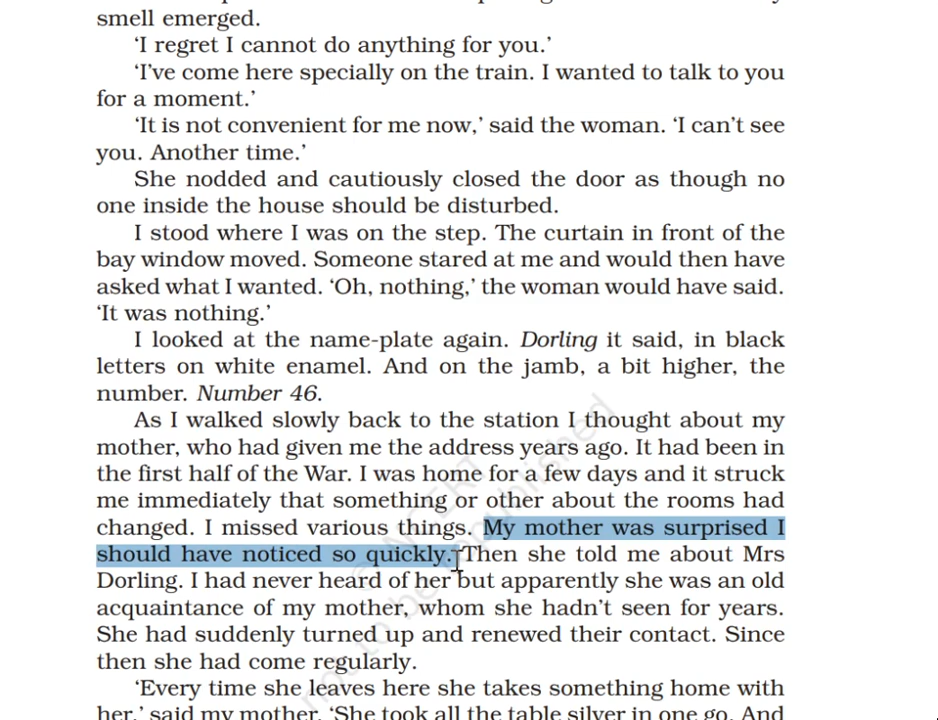 smell emerged.
‘I regret I cannot do anything for you.’
‘I’ve come here specially on the train. I wanted to talk to you
for a moment.’
‘It is not convenient for me now,’ said the woman. ‘I can’t see
you. Another time.’
She nodded and cautiously closed the door as though no
one inside the house should be disturbed.
I stood where I was on the step. The curtain in front of the
bay window moved. Someone stared at me and would then have
asked what I wanted. ‘Oh, nothing,’ the woman would have said.
‘It was nothing.’
I looked at the name-plate again. Dorling it said, in black
letters on white enamel. And on the jamb, a bit higher, the
number. Number 46.
As I walked slowly back to the station I thought about my
mother, who had given me the address years ago. It had been in
the first half of the War. I was home for a few days and it struck
me immediately that something or other about the rooms had
changed. I missed various things. My mother was surprised I
should have noticed so quickly. Then she told me about Mrs
Dorling. I had never heard of her but apparently she was an old
acquaintance of my mother, whom she hadn’t seen for years.
She had suddenly turned up and renewed their contact. Since
then she had come regularly.
‘Every time she leaves here she takes something home with
her,’ said my mother. ‘She took all the table silver in one go. And
© NCERT
not to be republished